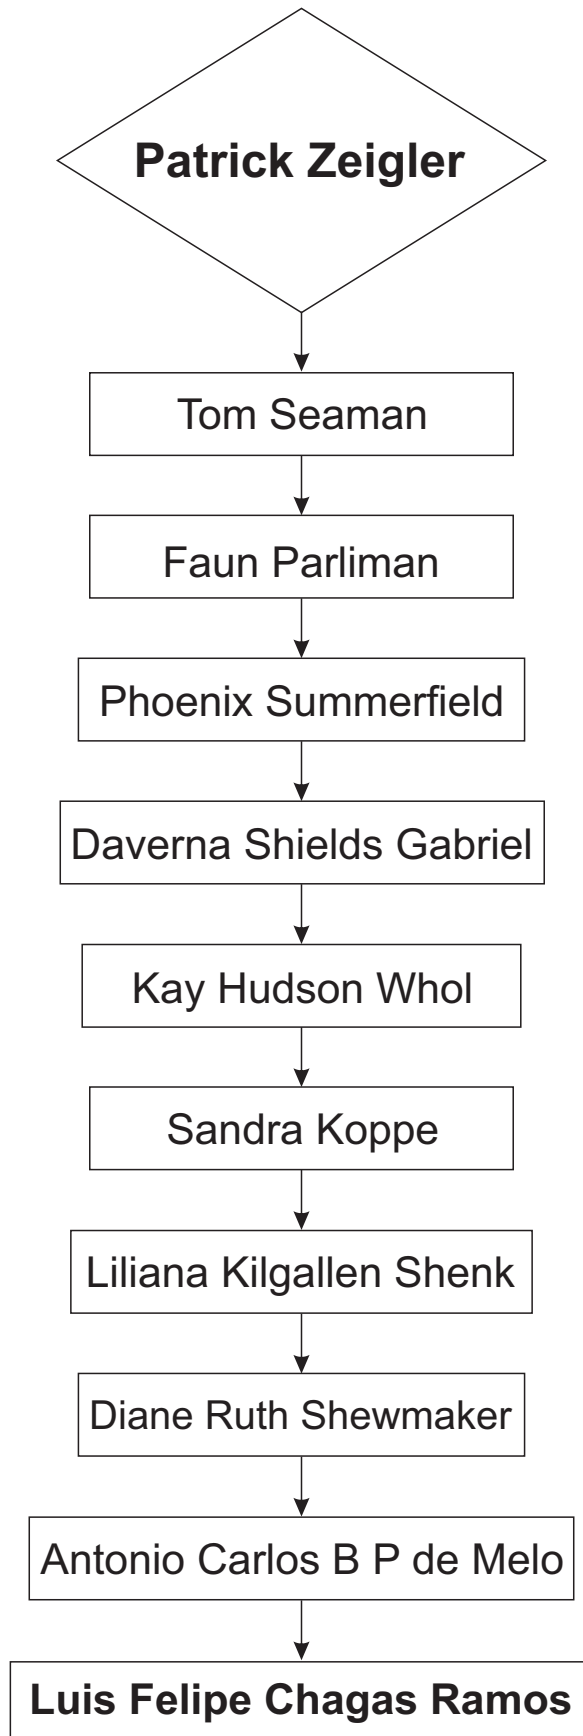 Patrick Zeigler
Tom Seaman
Faun Parliman
Phoenix Summerfield
Daverna Shields Gabriel
Kay Hudson Whol
Sandra Koppe
Liliana Kilgallen Shenk
Diane Ruth Shewmaker
Antonio Carlos B P de Melo
Luis Felipe Chagas Ramos